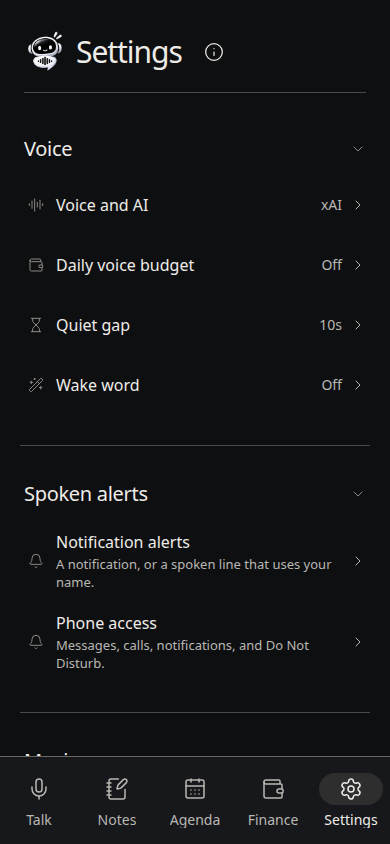 Settings
Voice
Voice and AI
xAI
Daily voice budget
Off
Quiet gap
10s
Wake word
Off
Spoken alerts
Notification alerts
A notification, or a spoken line that uses your
name.
Phone access
Messages, calls, notifications, and Do Not
Disturb.
Talk
Notes
Agenda
Finance
Settings